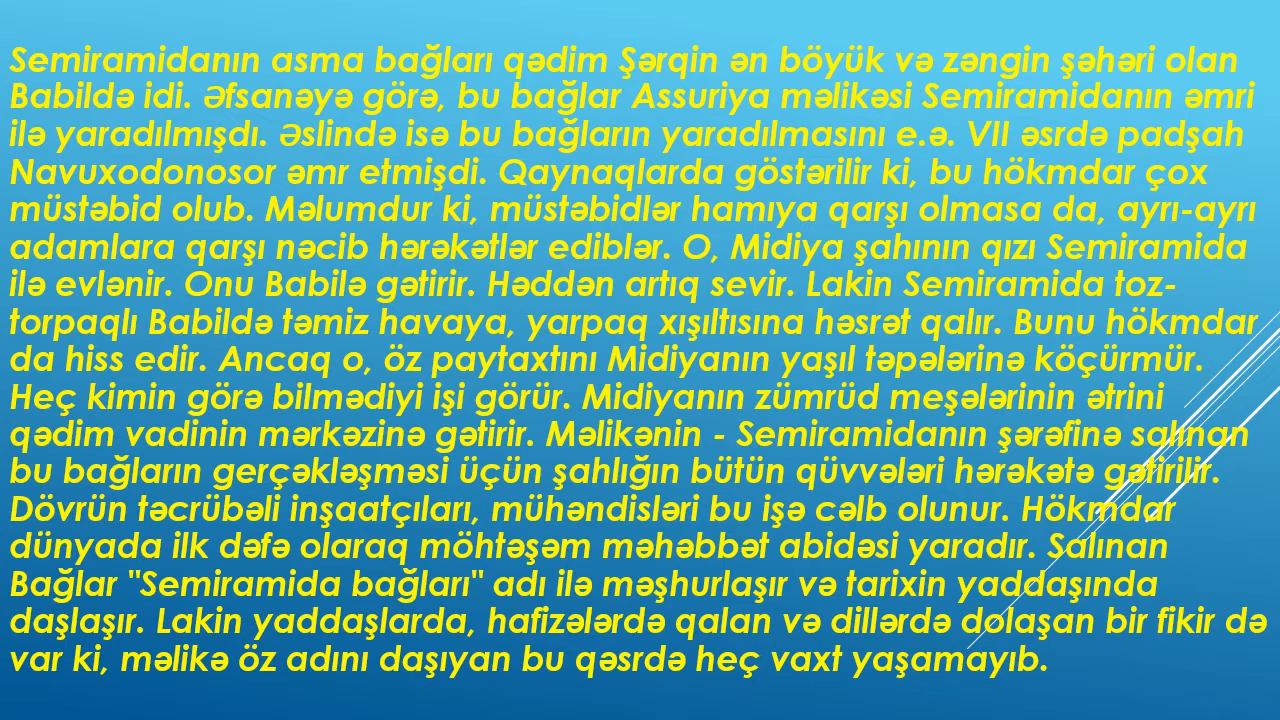 Semiramidanın asma bağları qədim Şərqin ən böyük və zəngin şəhəri olan
Babildə idi. Əfsanəyə görə, bu bağlar Assuriya məlikəsi Semiramidanın əmri
ilə yaradılmışdı. Əslində isə bu bağların yaradılmasını e.ə. VII əsrdə padşah
Navuxodonosor əmr etmişdi. Qaynaqlarda göstərilir ki, bu hökmdar çox
müstəbid olub. Məlumdur ki, müstəbidlər hamıya qarşı olmasa da, ayrı-ayrı
adamlara qarşı nəcib hərəkətlər ediblər. O, Midiya şahının qızı Semiramida
ilə evlənir. Onu Babilə gətirir. Həddən artıq sevir. Lakin Semiramida toz-
torpaqlı Babildə təmiz havaya, yarpaq xışıltısına həsrət qalır. Bunu hökmdar
da hiss edir. Ancaq o, öz paytaxtını Midiyanın yaşıl təpələrinə köçürmür.
Heç kimin görə bilmədiyi işi görür. Midiyanın zümrüd meşələrinin ətrini
qədim vadinin mərkəzinə gətirir. Məlikənin - Semiramidanın şərəfinə salınan
bu bağların gerçəkləşməsi üçün şahlığın bütün qüvvələri hərəkətə gətirilir.
Dövrün təcrübəli inşaatçıları, mühəndisləri bu işə cəlb olunur. Hökmdar
dünyada ilk dəfə olaraq möhtəşəm məhəbbət abidəsi yaradır. Salınan
Bağlar "Semiramida bağları" adı ilə məşhurlaşır və tarixin yaddaşında
daşlaşır. Lakin yaddaşlarda, hafizələrdə qalan və dillərdə dolaşan bir fikir də
var ki, məlikə öz adını daşıyan bu qəsrdə heç vaxt yaşamayıb.